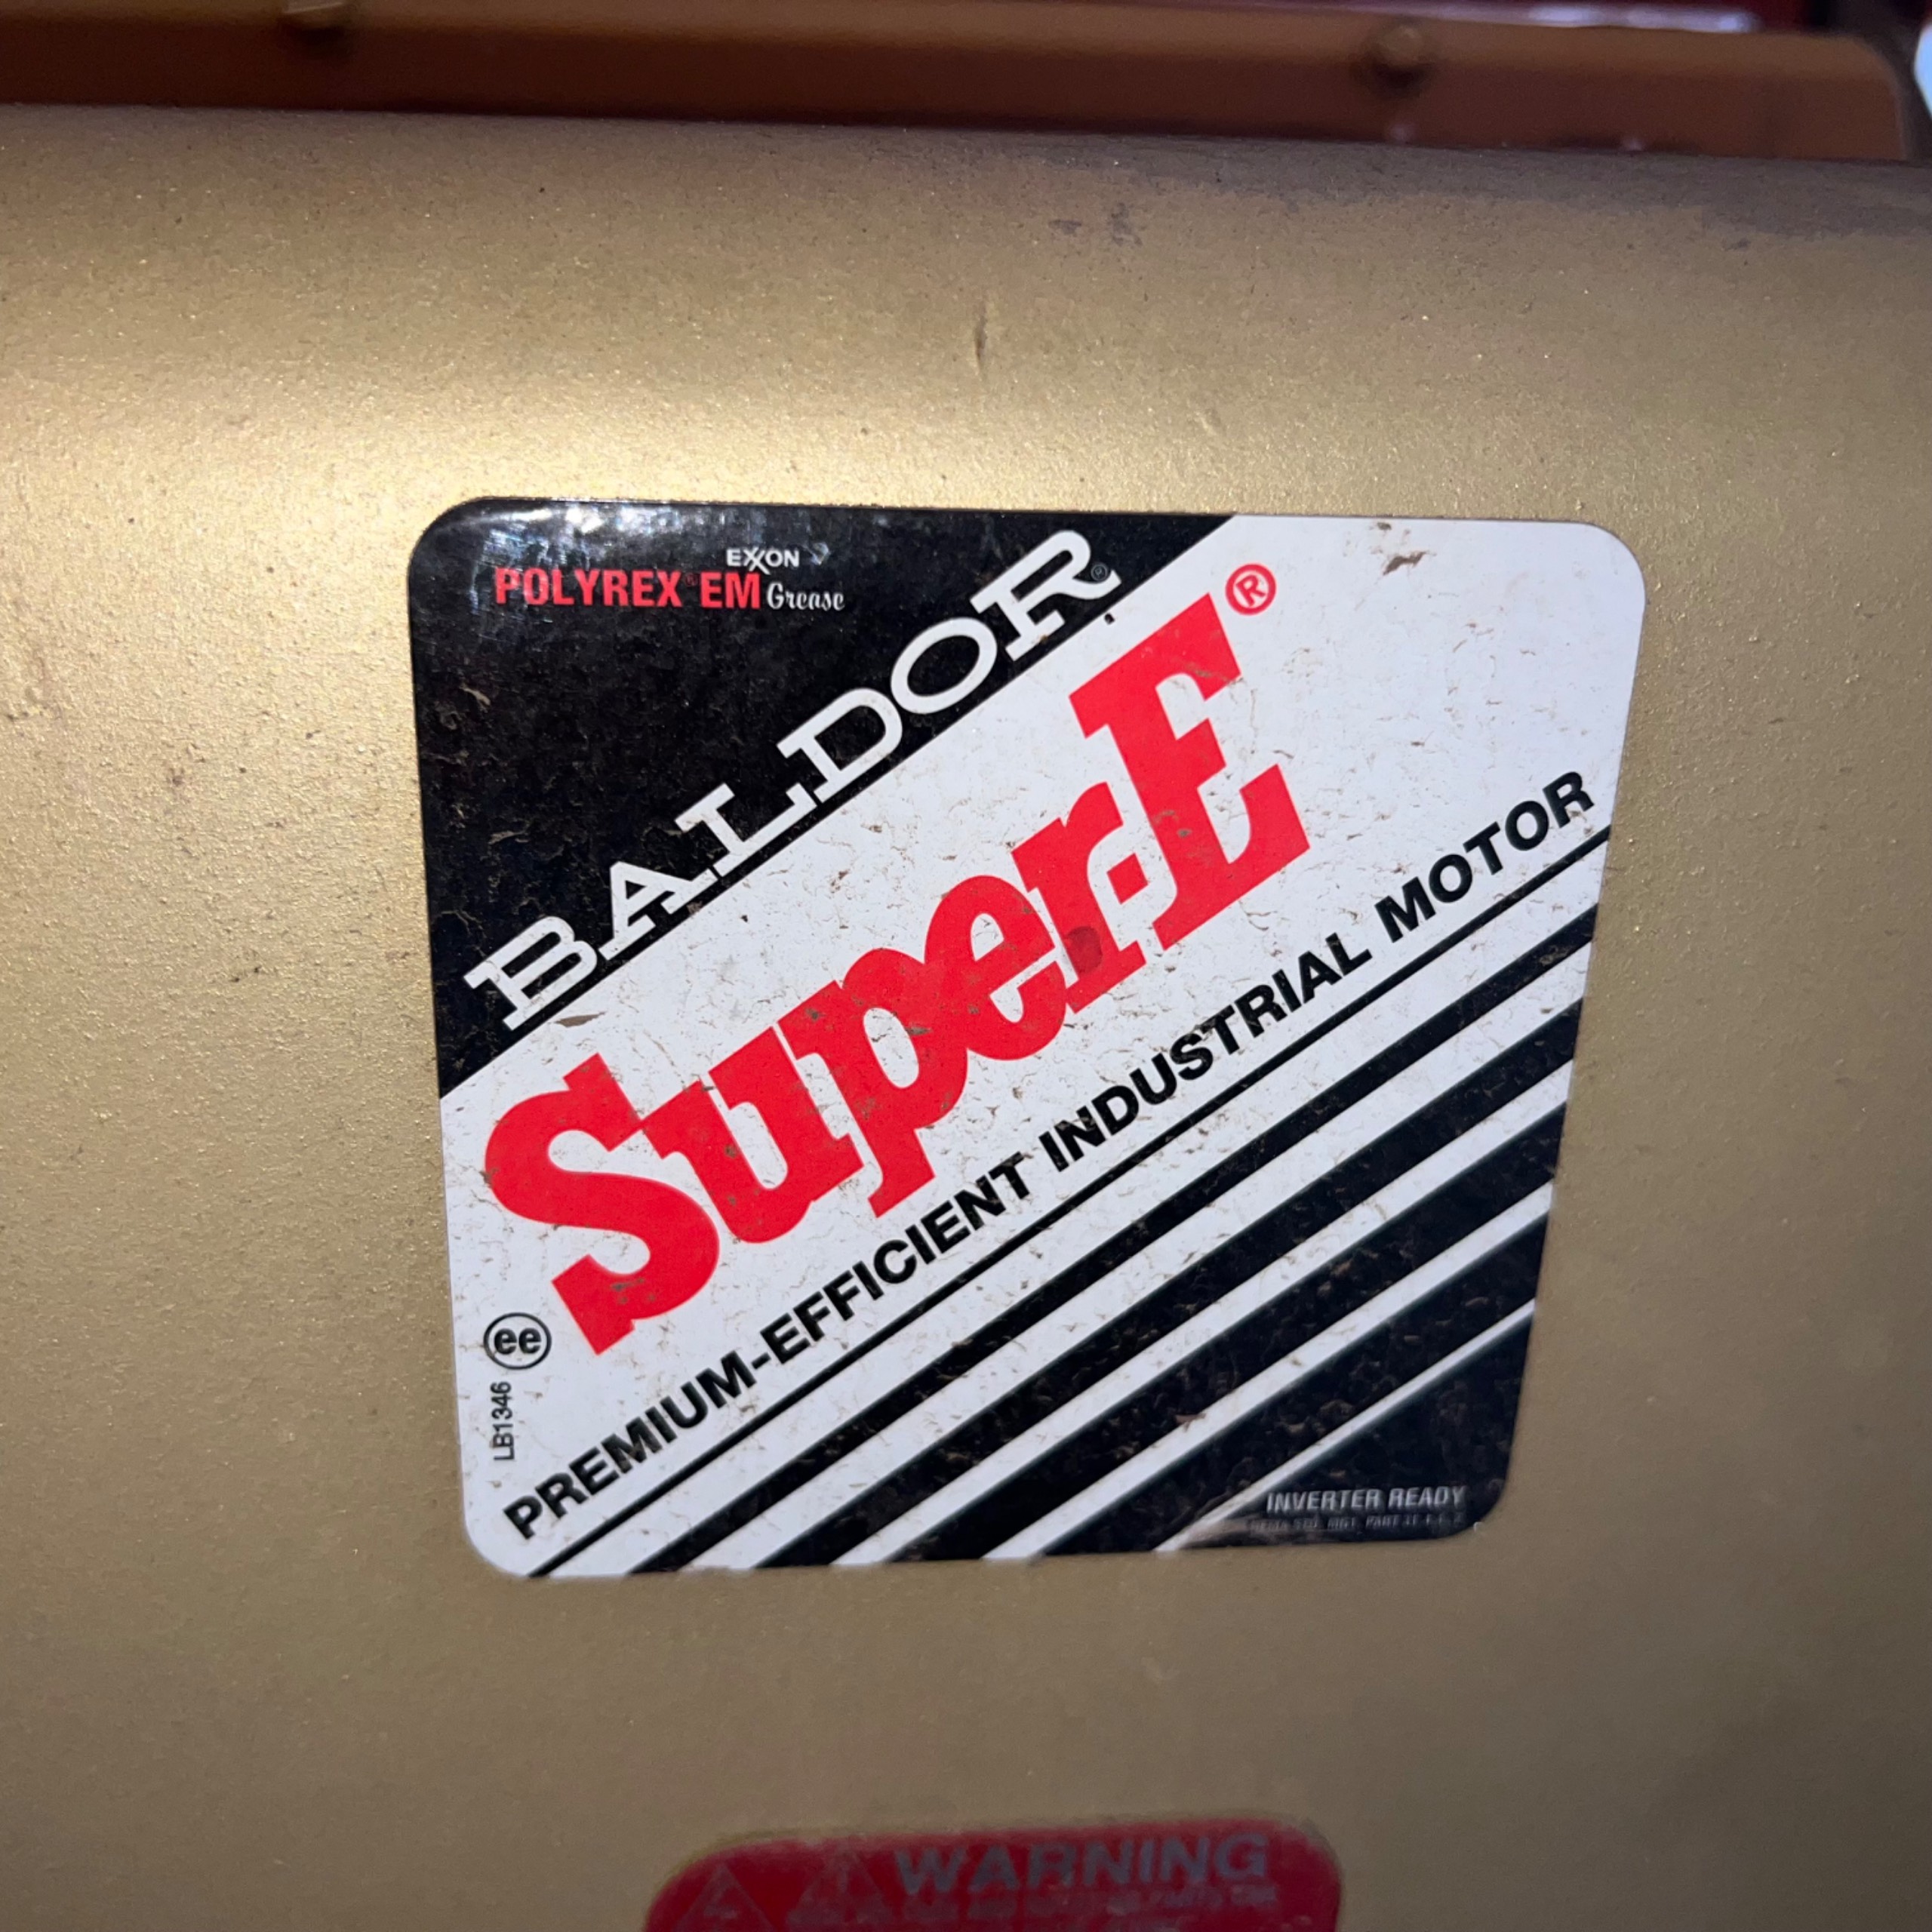 EXXON
POLYREX® EM Grease
BALDOR®
Super-E®
PREMIUM-EFFICIENT INDUSTRIAL MOTOR
ee
LB1346
INVERTER READY
WARNING